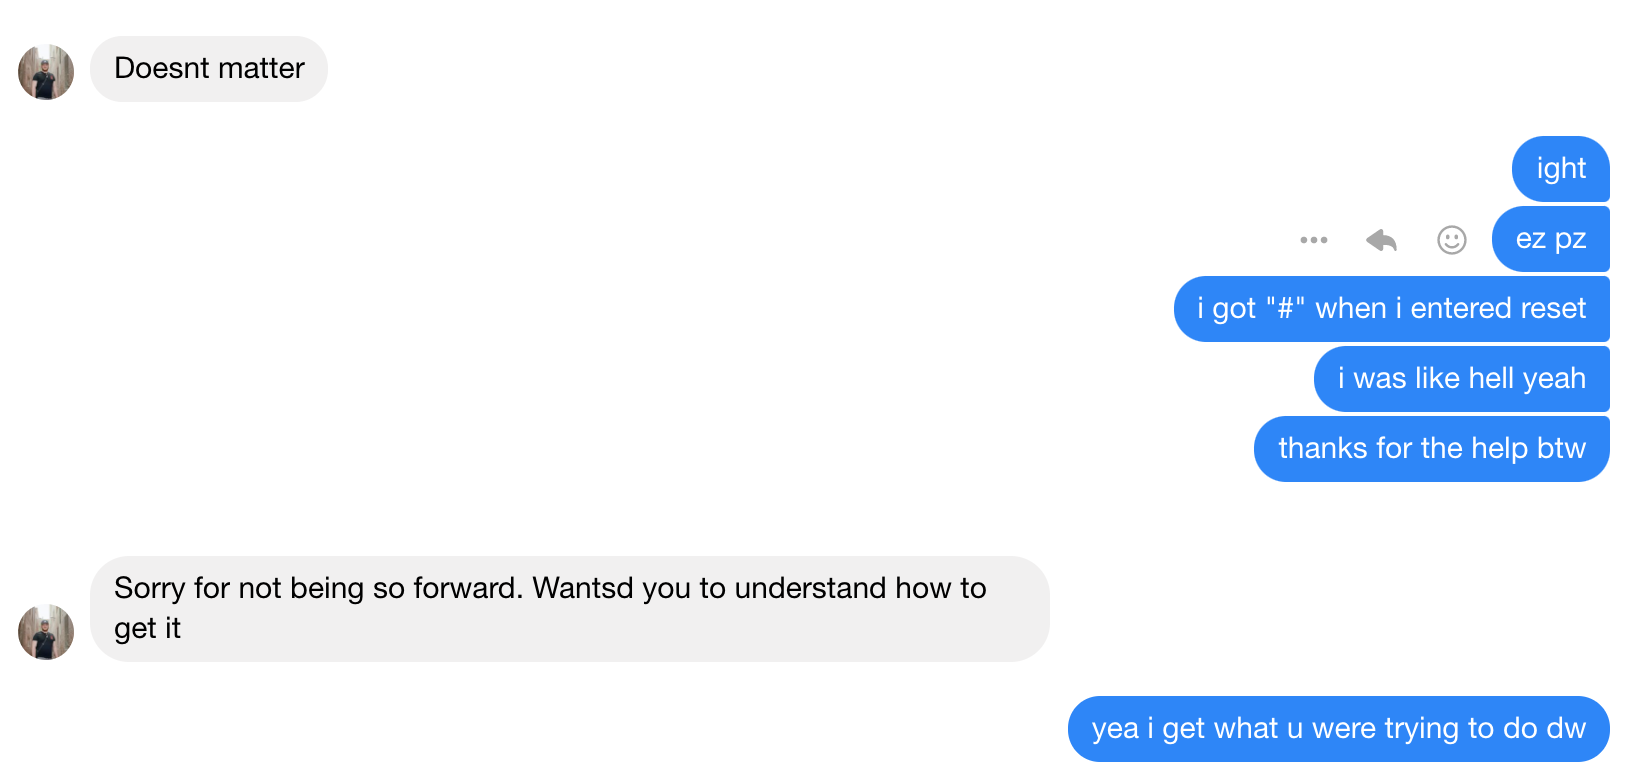 Doesnt matter
ight
ez pz
i got "#" when i entered reset
i was like hell yeah
thanks for the help btw
Sorry for not being so forward. Wantsd you to understand how to
get it
yea i get what u were trying to do dw